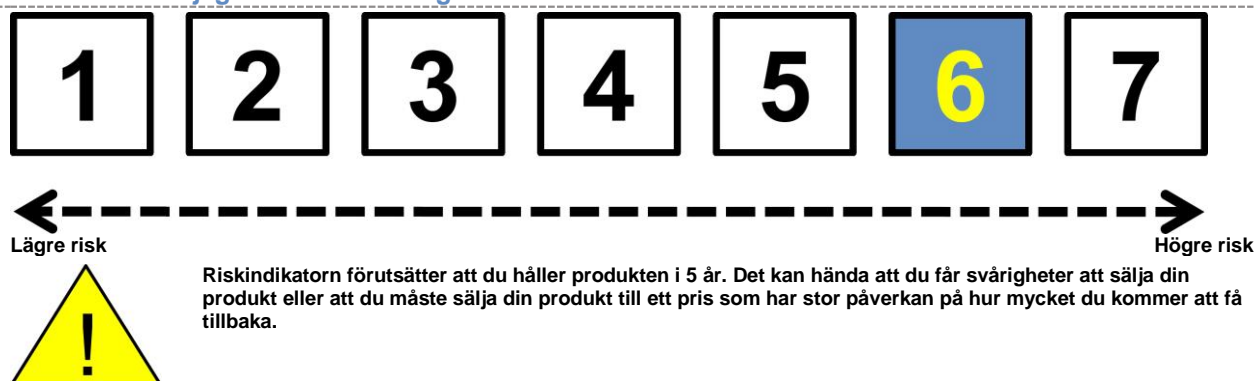 1 2 3 4 5 6 7
Lägre risk Högre risk
Riskindikatorn förutsätter att du håller produkten i 5 år. Det kan hända att du får svårigheter att sälja din
produkt eller att du måste sälja din produkt till ett pris som har stor påverkan på hur mycket du kommer att få
tillbaka.
!